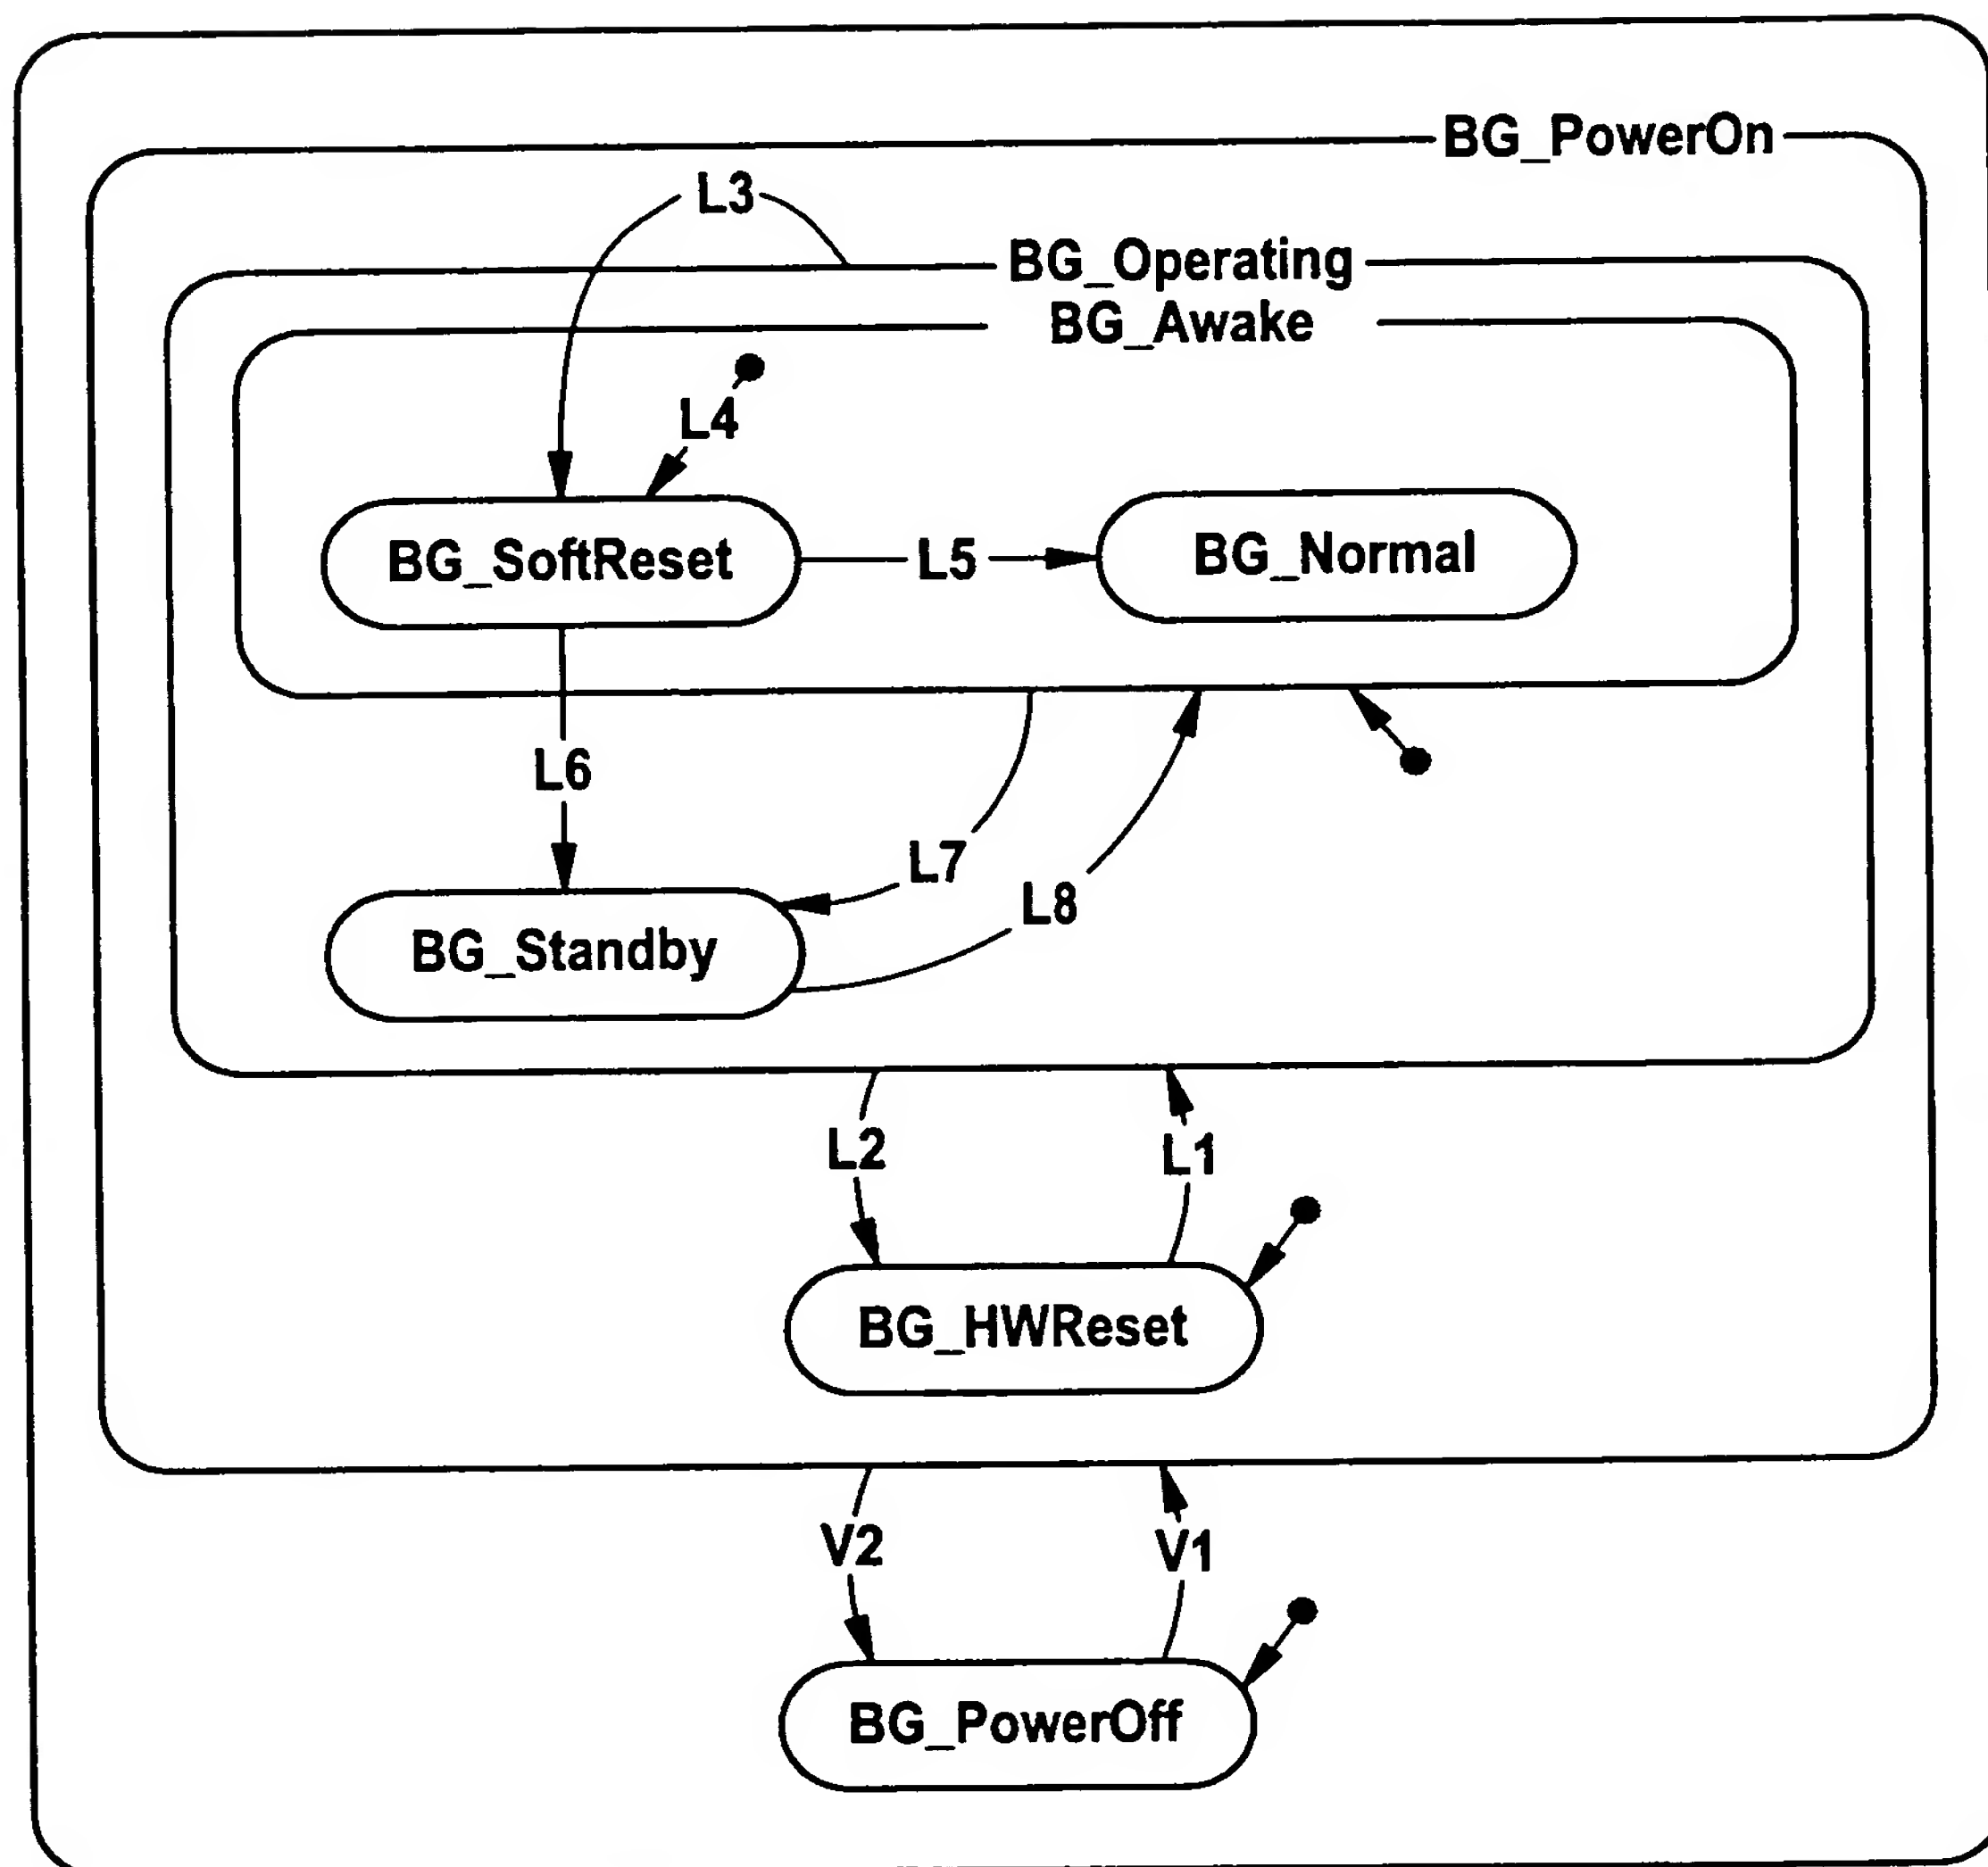 BG_PowerOn
L3
BG_Operating
BG_Awake
L4
BG_SoftReset
L5
BG_Normal
L6
L7
L8
BG_Standby
L2
L1
BG_HWReset
V2
V1
BG_PowerOff